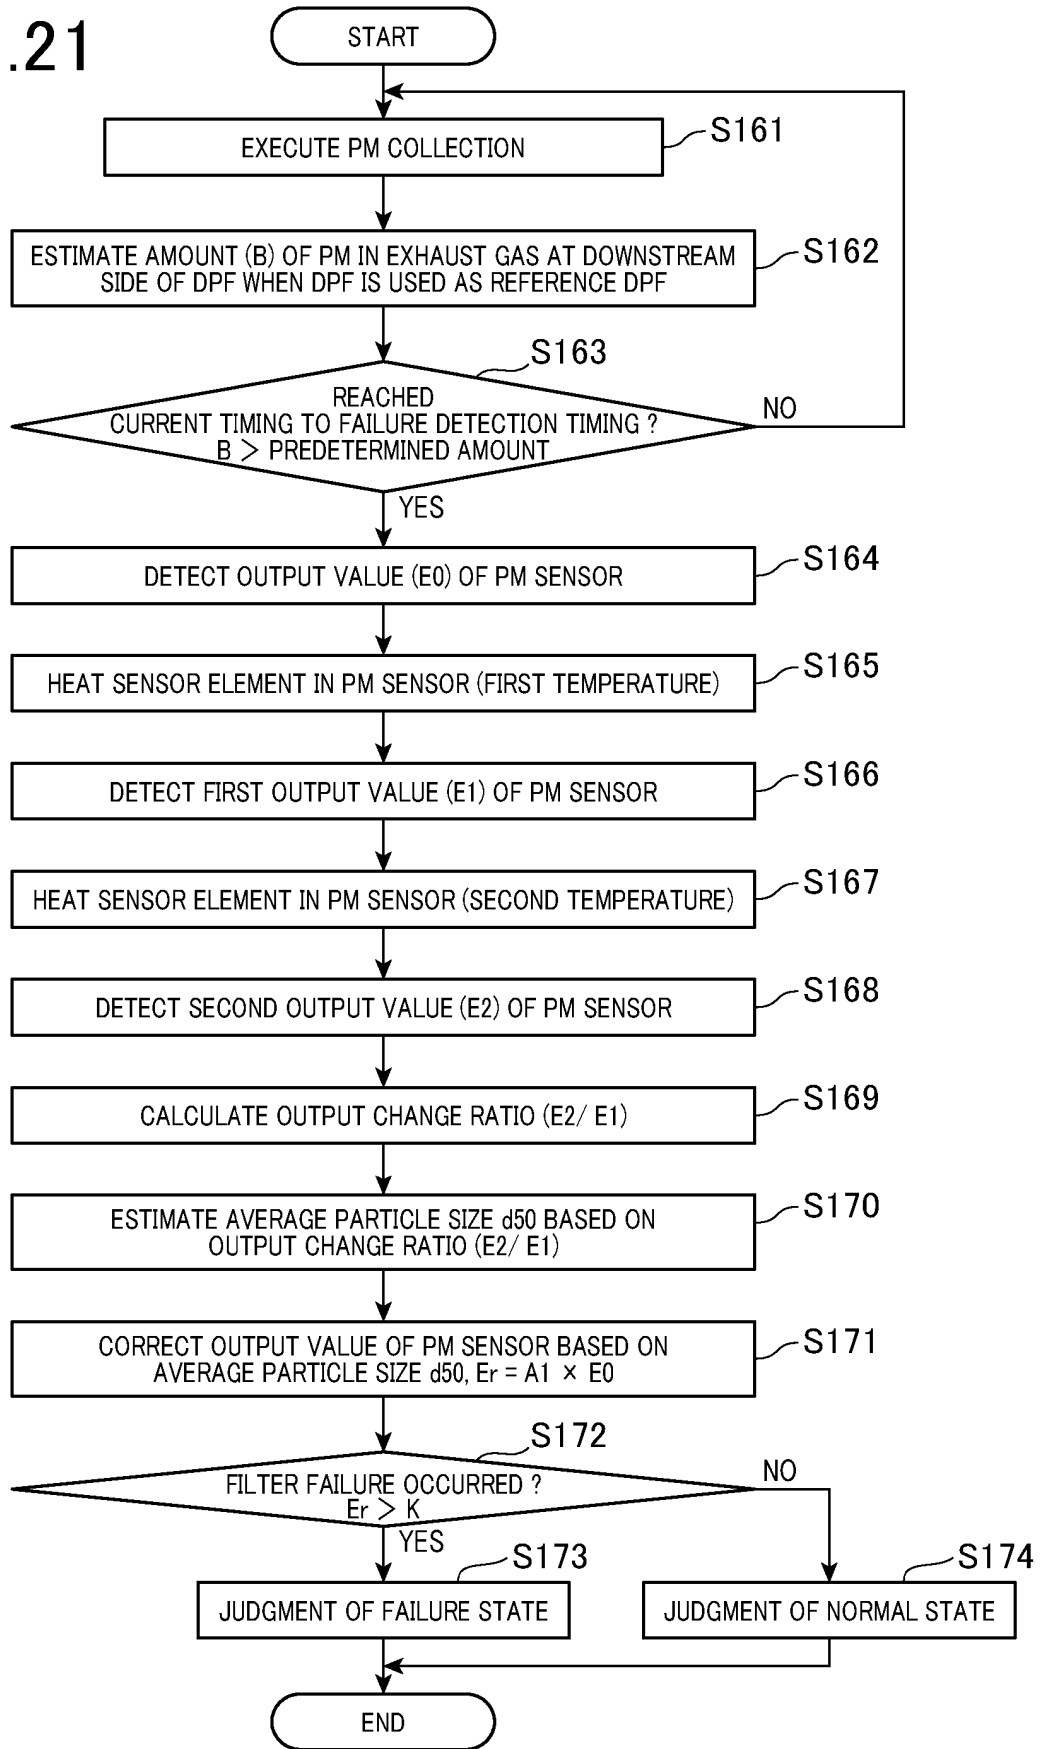 .21
START
EXECUTE PM COLLECTION
S161
ESTIMATE AMOUNT (B) OF PM IN EXHAUST GAS AT DOWNSTREAM
SIDE OF DPF WHEN DPF IS USED AS REFERENCE DPF
S162
S163
REACHED
CURRENT TIMING TO FAILURE DETECTION TIMING ?
B > PREDETERMINED AMOUNT
NO
YES
DETECT OUTPUT VALUE (E0) OF PM SENSOR
S164
HEAT SENSOR ELEMENT IN PM SENSOR (FIRST TEMPERATURE)
S165
DETECT FIRST OUTPUT VALUE (E1) OF PM SENSOR
S166
HEAT SENSOR ELEMENT IN PM SENSOR (SECOND TEMPERATURE)
S167
DETECT SECOND OUTPUT VALUE (E2) OF PM SENSOR
S168
CALCULATE OUTPUT CHANGE RATIO (E2/ E1)
S169
ESTIMATE AVERAGE PARTICLE SIZE d50 BASED ON
OUTPUT CHANGE RATIO (E2/ E1)
S170
CORRECT OUTPUT VALUE OF PM SENSOR BASED ON
AVERAGE PARTICLE SIZE d50, Er = A1 × E0
S171
S172
FILTER FAILURE OCCURRED ?
Er > K
NO
YES
S173
JUDGMENT OF FAILURE STATE
S174
JUDGMENT OF NORMAL STATE
END